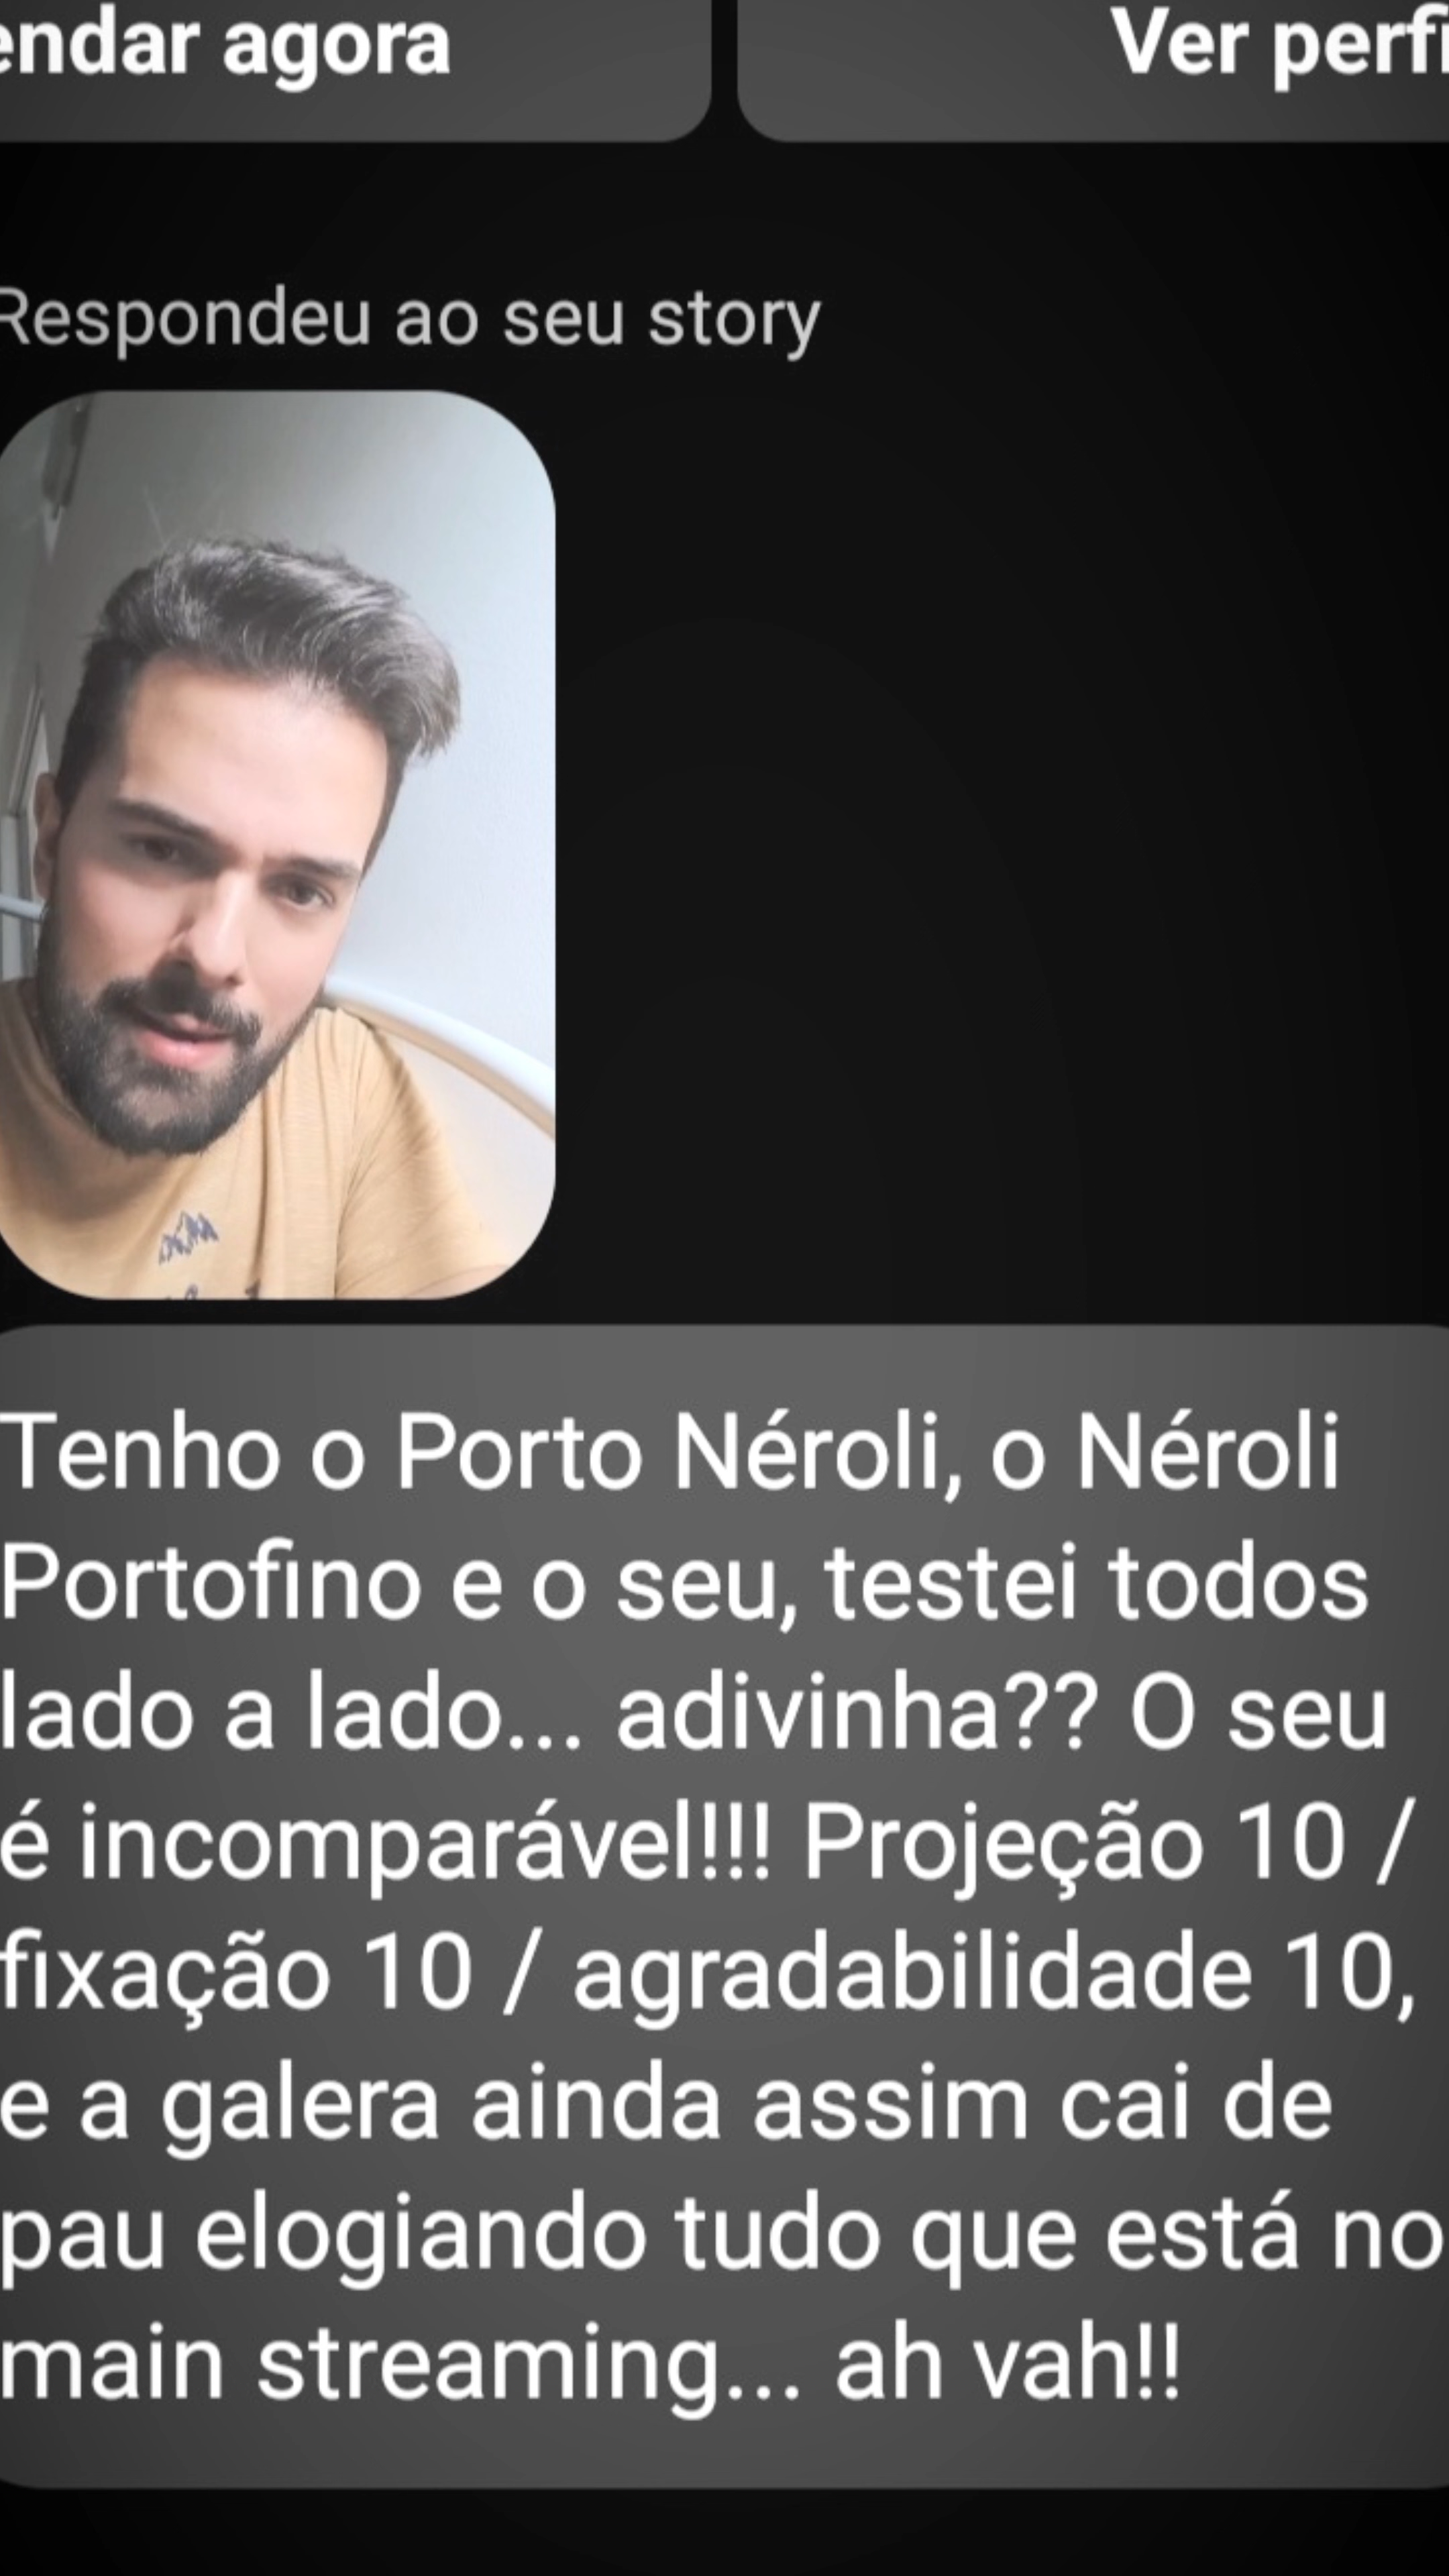 endar agora
Ver perfi
Respondeu ao seu story
Tenho o Porto Néroli, o Néroli
Portofino e o seu, testei todos
lado a lado... adivinha?? O seu
é incomparável!!! Projeção 10 /
fixação 10 / agradabilidade 10,
e a galera ainda assim cai de
pau elogiando tudo que está no
main streaming... ah vah!!